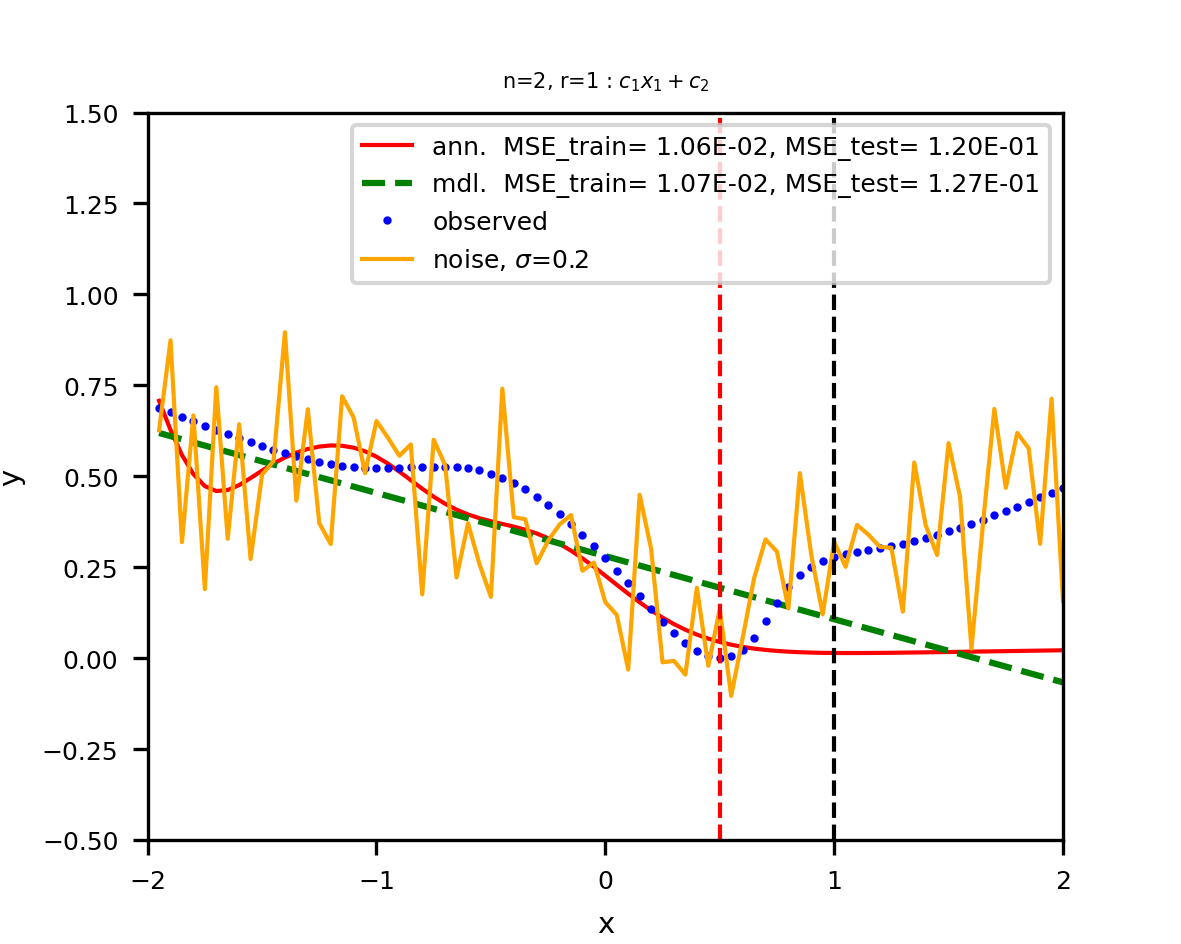 n=2, r=1 : c₁x₁ + c₂
1.50
1.25
1.00
0.75
0.50
0.25
0.00
−0.25
−0.50
y
ann.  MSE_train= 1.06E-02, MSE_test= 1.20E-01
mdl.  MSE_train= 1.07E-02, MSE_test= 1.27E-01
observed
noise, σ=0.2
−2 −1 0 1 2
x